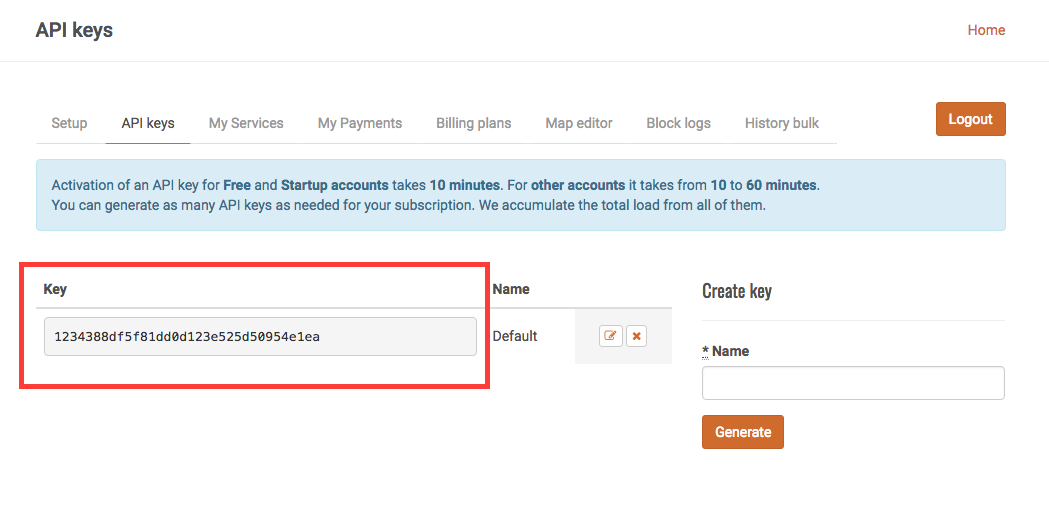 API keys
Home
Setup API keys My Services My Payments Billing plans Map editor Block logs History bulk
Logout
Activation of an API key for Free and Startup accounts takes 10 minutes. For other accounts it takes from 10 to 60 minutes.
You can generate as many API keys as needed for your subscription. We accumulate the total load from all of them.
Key Name
1234388df5f81dd0d123e525d50954e1ea Default
Create key
* Name
Generate